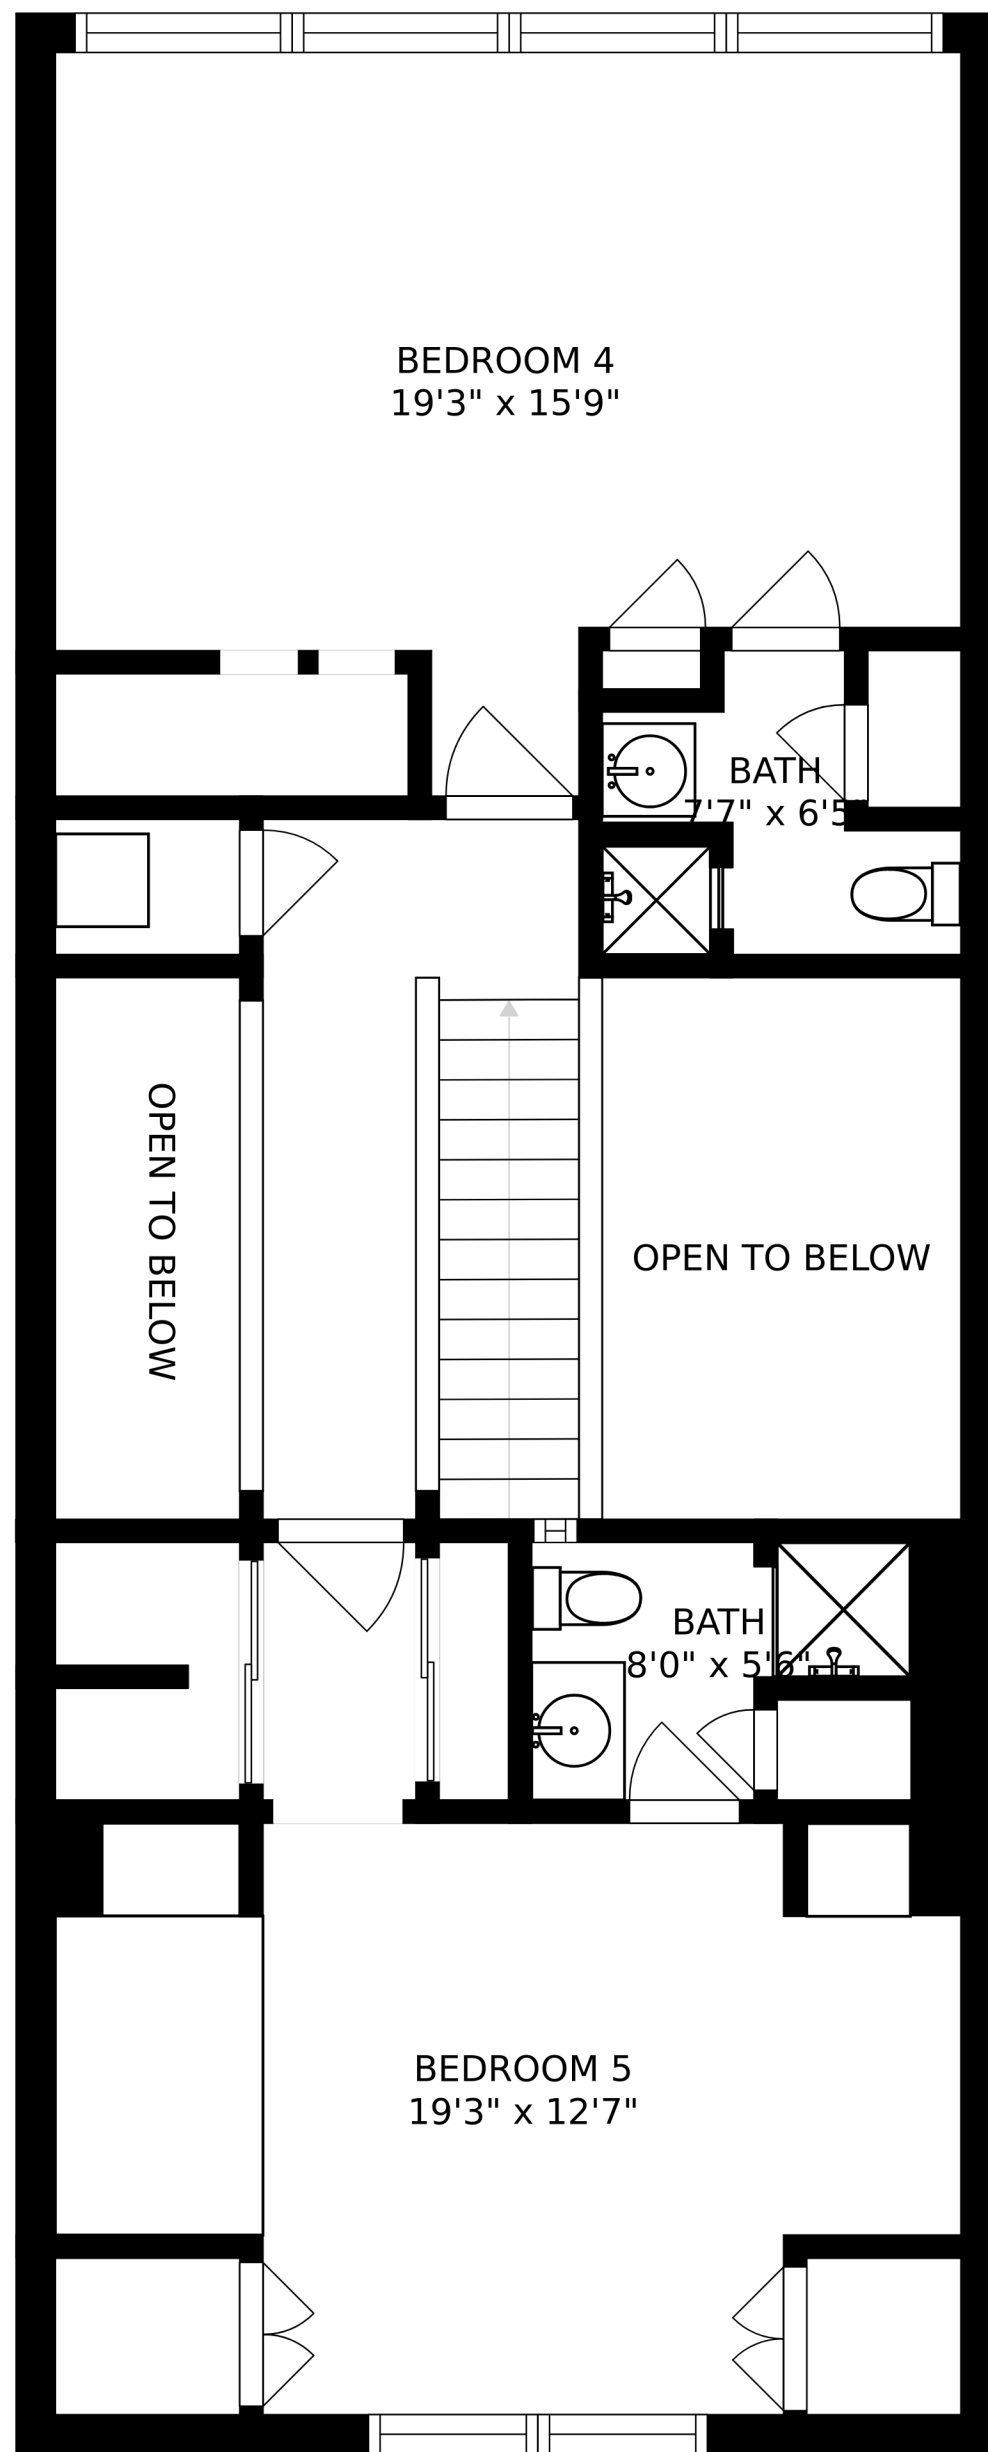 BEDROOM 4
19'3" x 15'9"
BATH
7'7" x 6'5"
OPEN TO BELOW
OPEN TO BELOW
BATH
8'0" x 5'6"
BEDROOM 5
19'3" x 12'7"